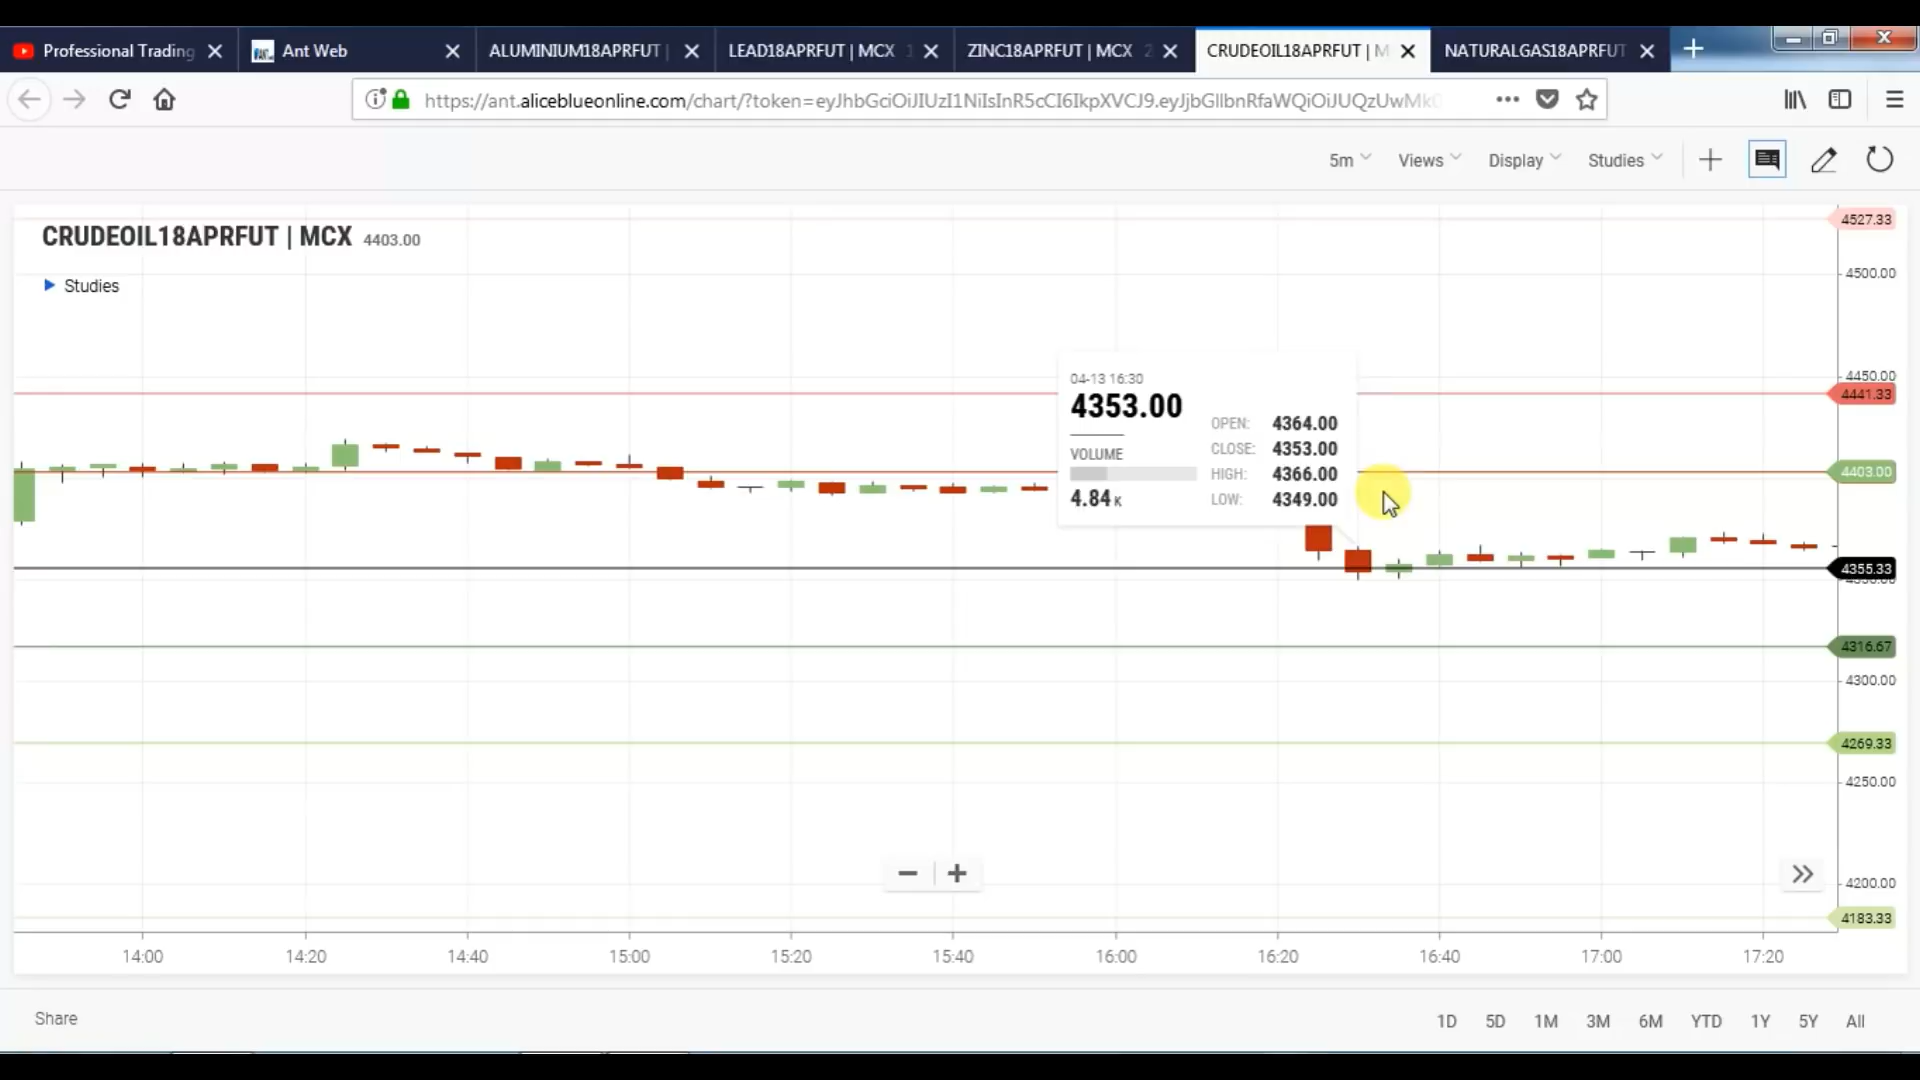 Professional Trading
Ant Web
ALUMINIUM18APRFUT |
LEAD18APRFUT | MCX
ZINC18APRFUT | MCX
CRUDEOIL18APRFUT | M
NATURALGAS18APRFUT
https://ant.aliceblueonline.com/chart/?token=eyJhbGciOiJIUzI1NiIsInR5cCI6IkpXVCJ9.eyJjbGllbnRfaWQiOiJUQzUwMk
5m Views Display Studies
CRUDEOIL18APRFUT | MCX 4403.00
Studies
4527.33
4500.00
4450.00
4441.33
4403.00
4355.33
4316.67
4300.00
4269.33
4250.00
4200.00
4183.33
04-13 16:30
4353.00
VOLUME
4.84 K
OPEN: 4364.00
CLOSE: 4353.00
HIGH: 4366.00
LOW: 4349.00
14:00 14:20 14:40 15:00 15:20 15:40 16:00 16:20 16:40 17:00 17:20
Share
1D 5D 1M 3M 6M YTD 1Y 5Y All